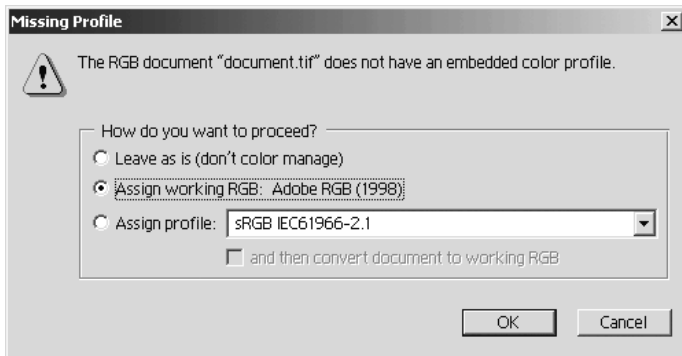 Missing Profile
The RGB document “document.tif” does not have an embedded color profile.
How do you want to proceed?
Leave as is (don't color manage)
Assign working RGB: Adobe RGB (1998)
Assign profile: sRGB IEC61966-2.1
and then convert document to working RGB
OK Cancel